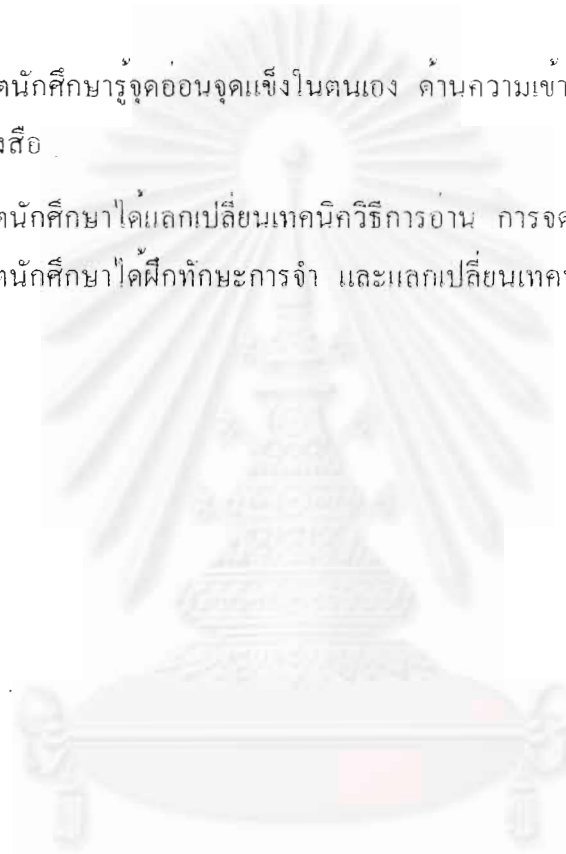 นักศึกษารู้จุดอ่อนจุดแข็งในตนเอง ด้านความเข้า
สือ
นักศึกษาได้แลกเปลี่ยนเทคนิควิธีการอ่าน การจด
นักศึกษาได้ฝึกทักษะการจำ และแลกเปลี่ยนเทค